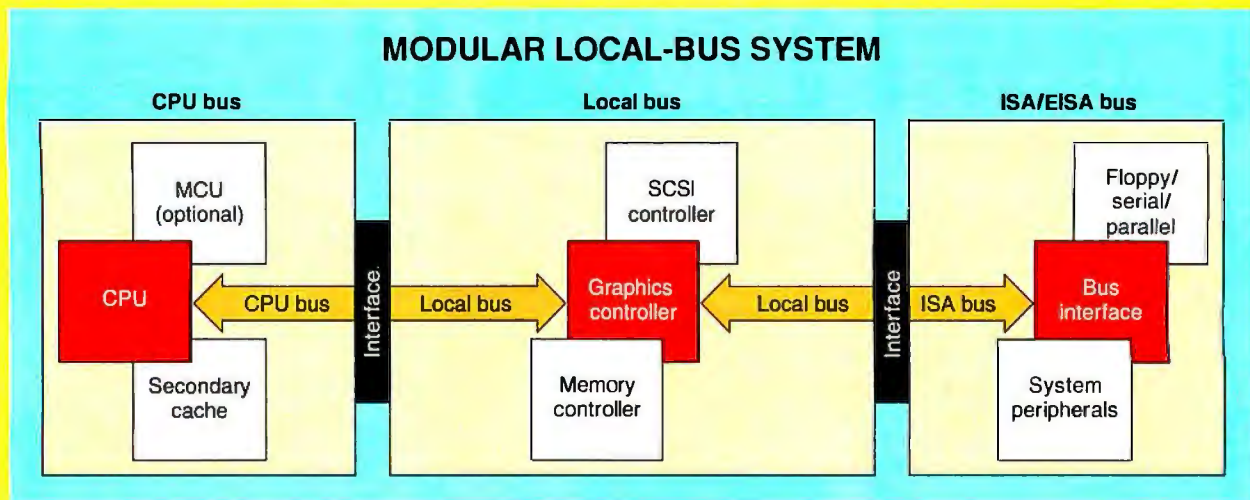 MODULAR LOCAL-BUS SYSTEM
CPU bus
Local bus
ISA/EISA bus
MCU
(optional)
CPU
CPU bus
Secondary
cache
Interface.
Local bus
SCSI
controller
Graphics
controller
Memory
controller
Local bus
Interface
ISA bus
Floppy/
serial/
parallel
Bus
interface
System
peripherals